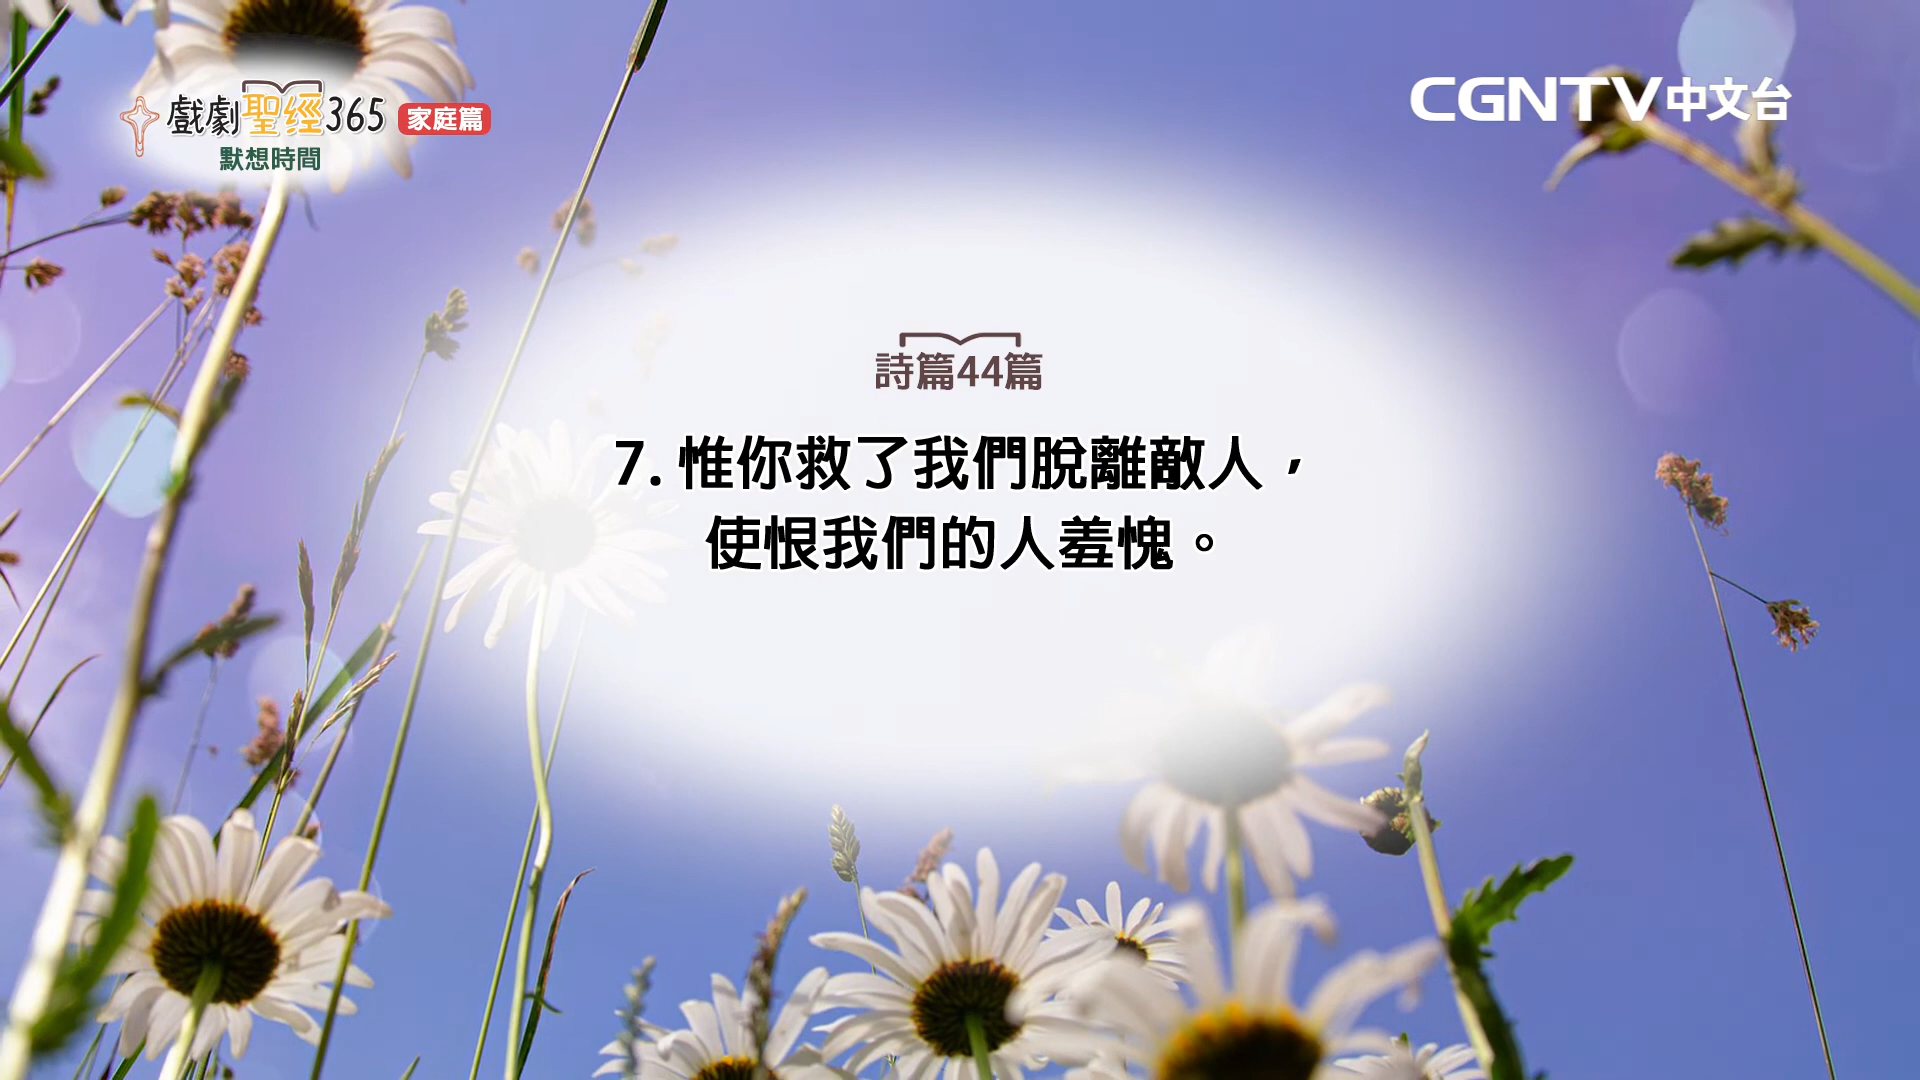 戲劇聖經365 家庭篇
默想時間
CGNTV中文台
詩篇44篇
7. 惟你救了我們脫離敵人，
使恨我們的人羞愧。